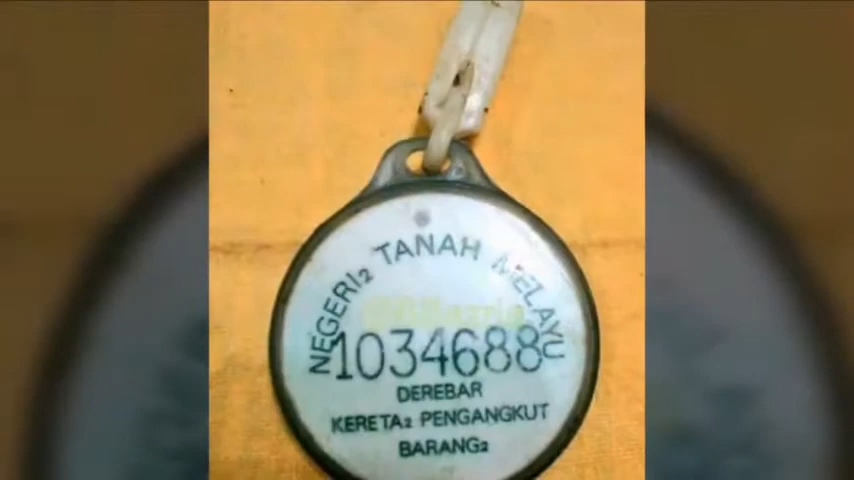 NEGERI2 TANAH MELAYU
1034688
DEREBAR
KERETA2 PENGANGKUT
BARANG2